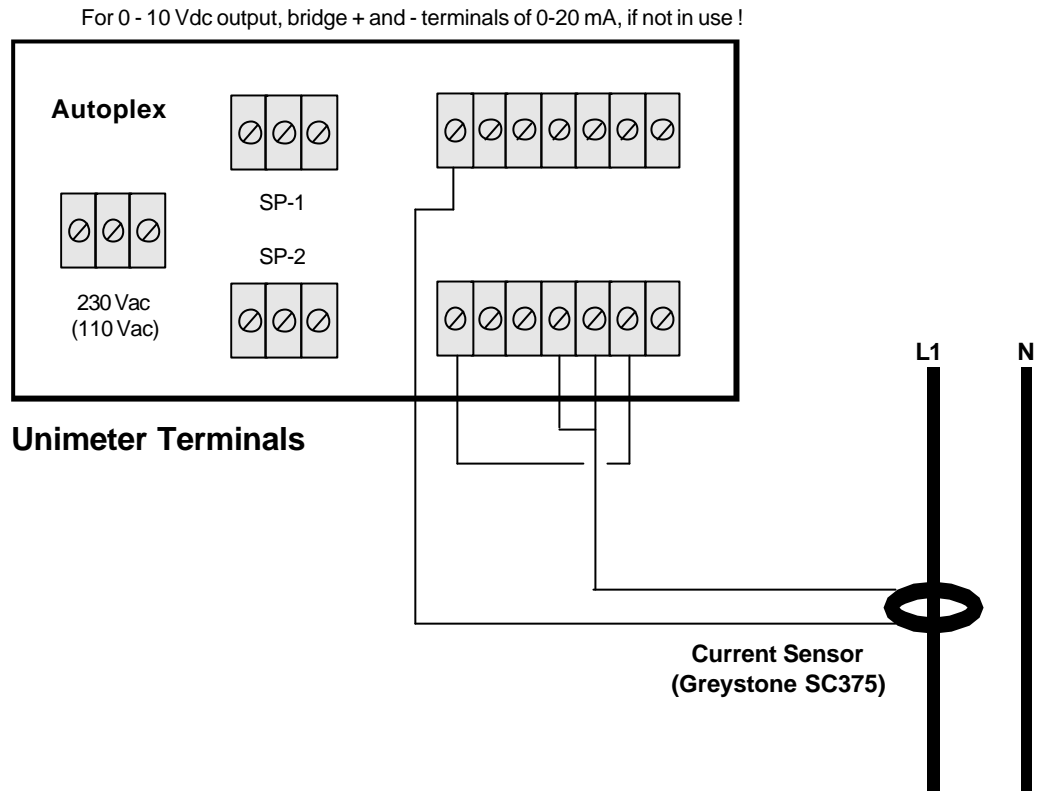 For 0 - 10 Vdc output, bridge + and - terminals of 0-20 mA, if not in use !
Autoplex
SP-1
SP-2
230 Vac
(110 Vac)
L1
N
Unimeter Terminals
Current Sensor
(Greystone SC375)